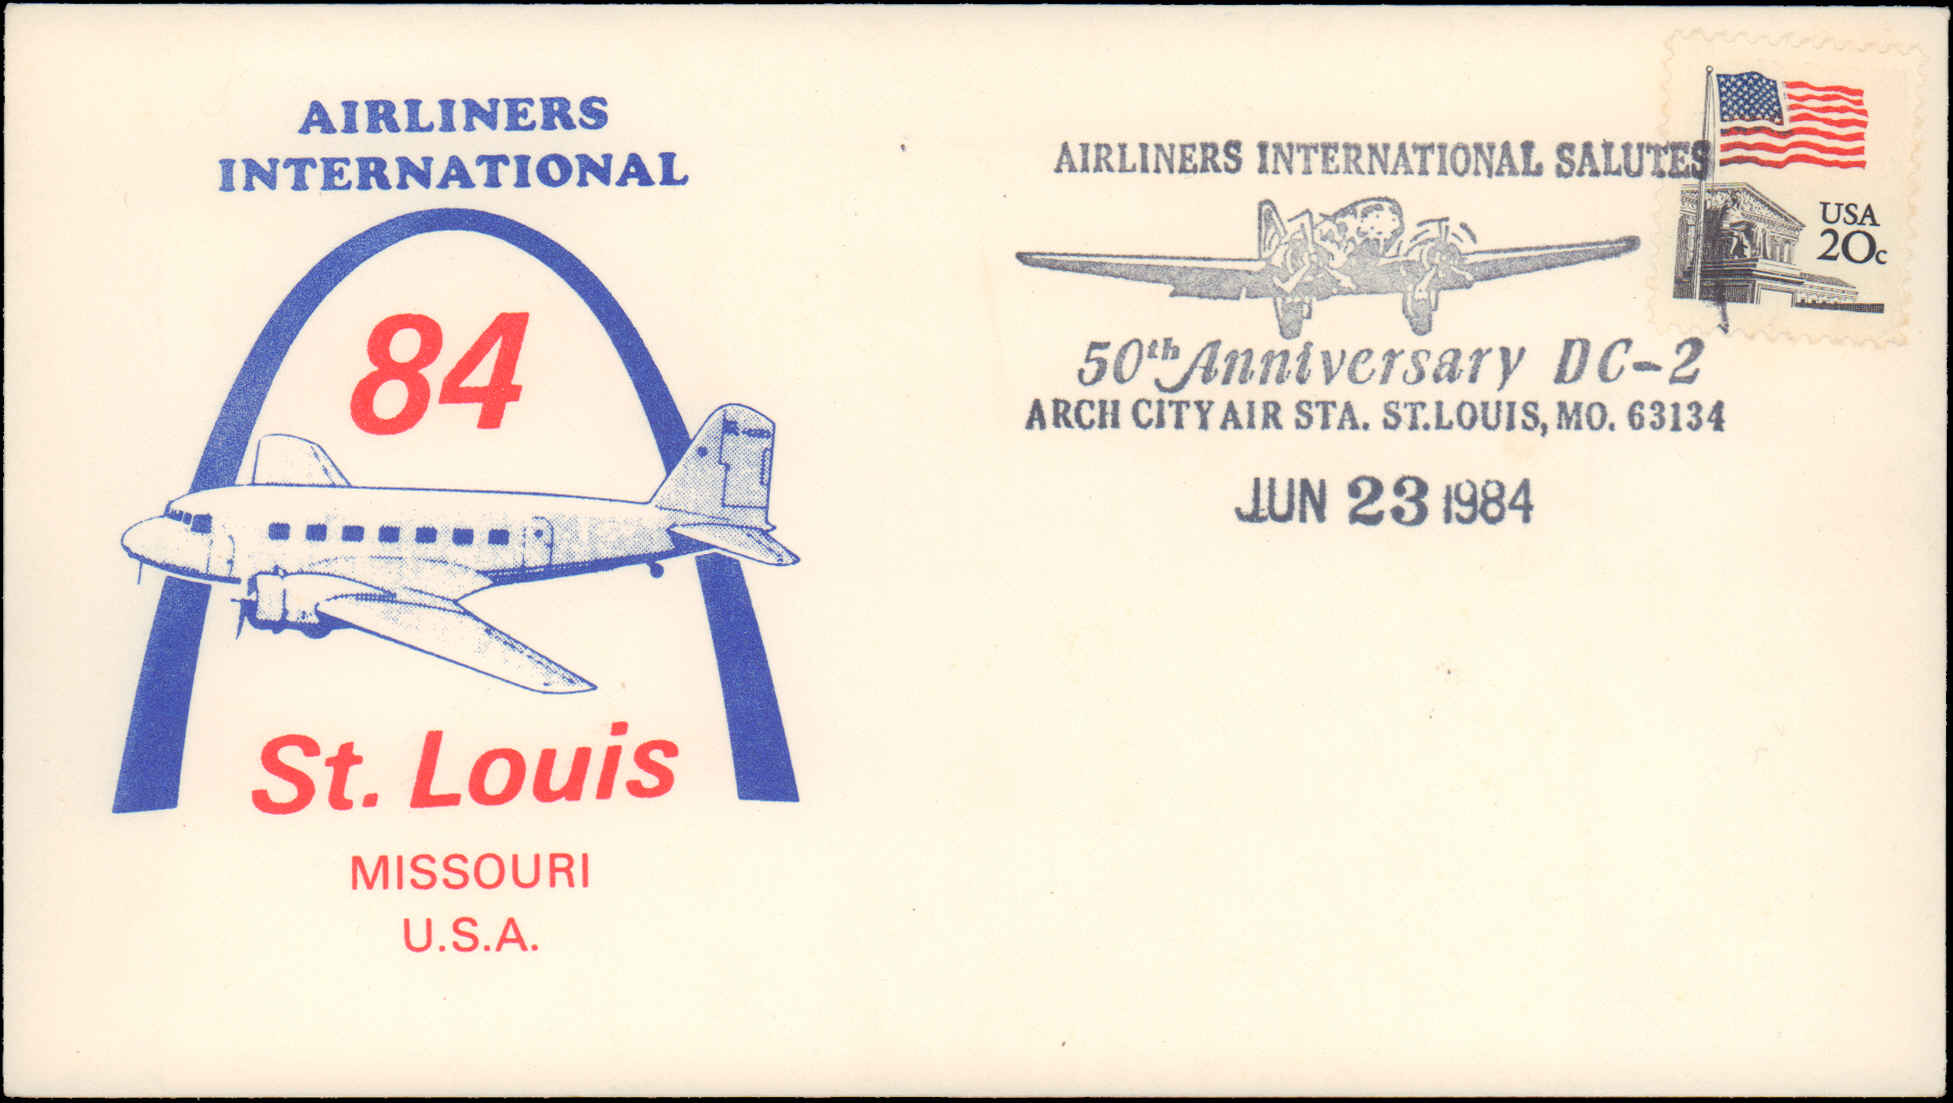 AIRLINERS
INTERNATIONAL
84
St. Louis
MISSOURI
U.S.A.
AIRLINERS INTERNATIONAL SALUTES
50th Anniversary DC-2
ARCH CITY AIR STA. ST. LOUIS, MO. 63134
JUN 23 1984
USA
20c